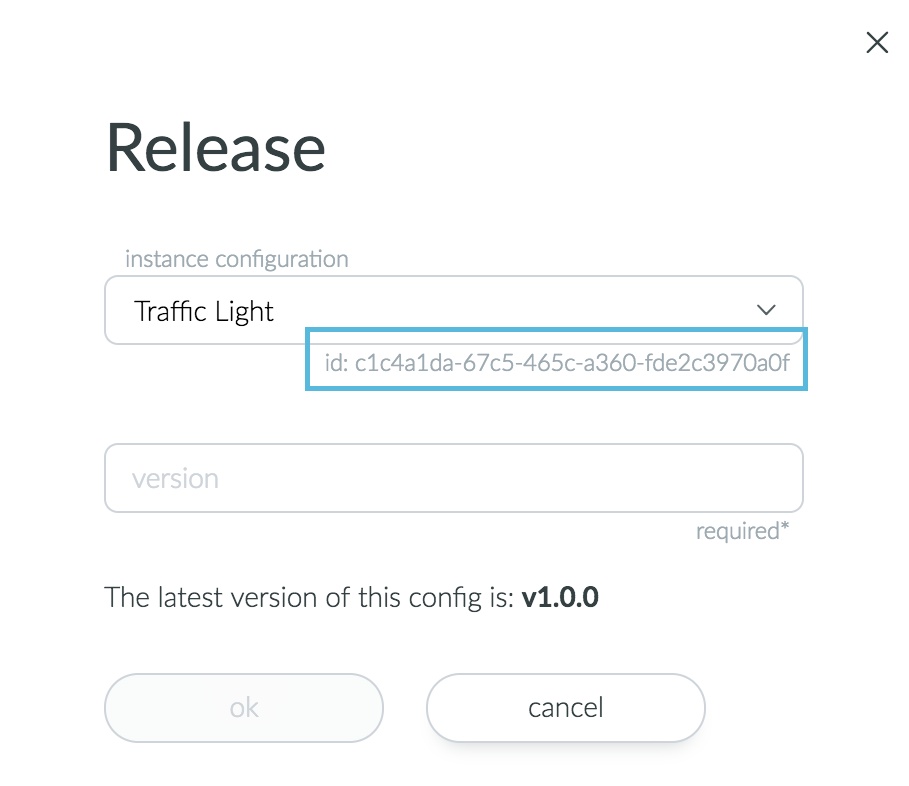 Release
instance configuration
Traffic Light
id: c1c4a1da-67c5-465c-a360-fde2c3970a0f
version
required*
The latest version of this config is: v1.0.0
ok
cancel